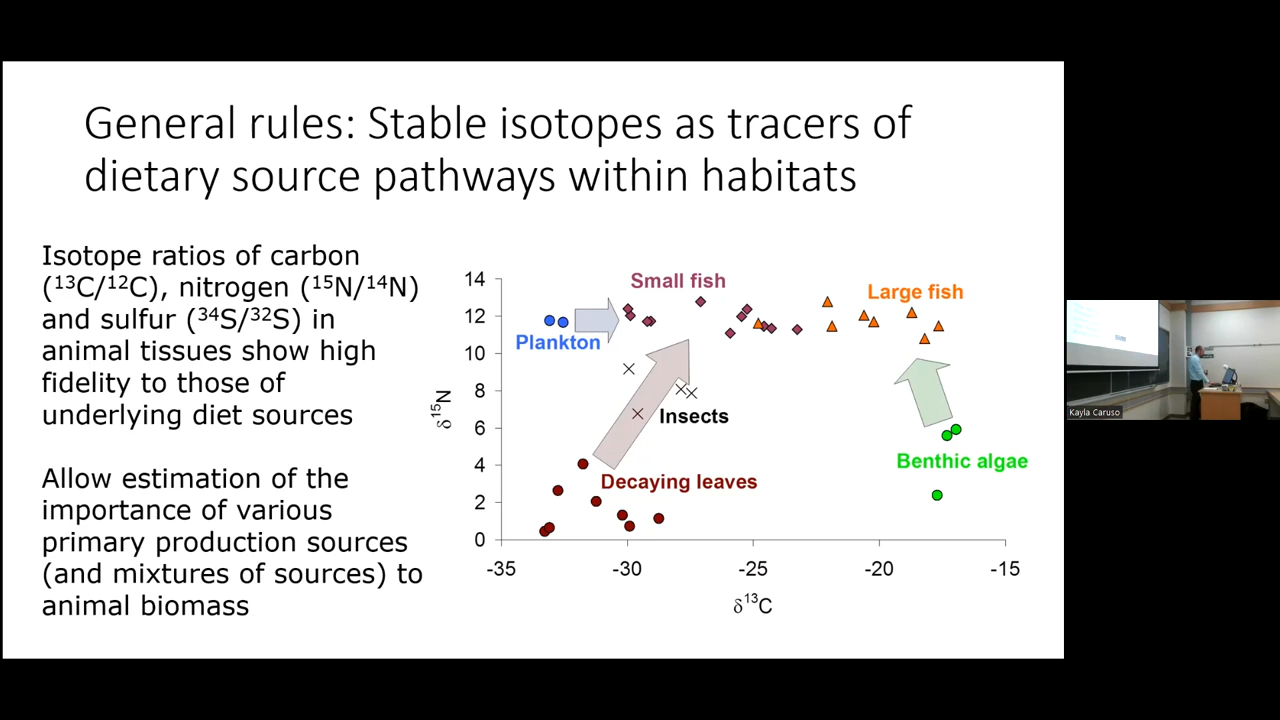 General rules: Stable isotopes as tracers of
dietary source pathways within habitats
Isotope ratios of carbon
(¹³C/¹²C), nitrogen (¹⁵N/¹⁴N)
and sulfur (³⁴S/³²S) in
animal tissues show high
fidelity to those of
underlying diet sources
Allow estimation of the
importance of various
primary production sources
(and mixtures of sources) to
animal biomass
δ¹⁵N
14
12
10
8
6
4
2
0
Small fish
Large fish
Plankton
Insects
Benthic algae
Decaying leaves
-35
-30
-25
-20
-15
δ¹³C
Kayla Caruso